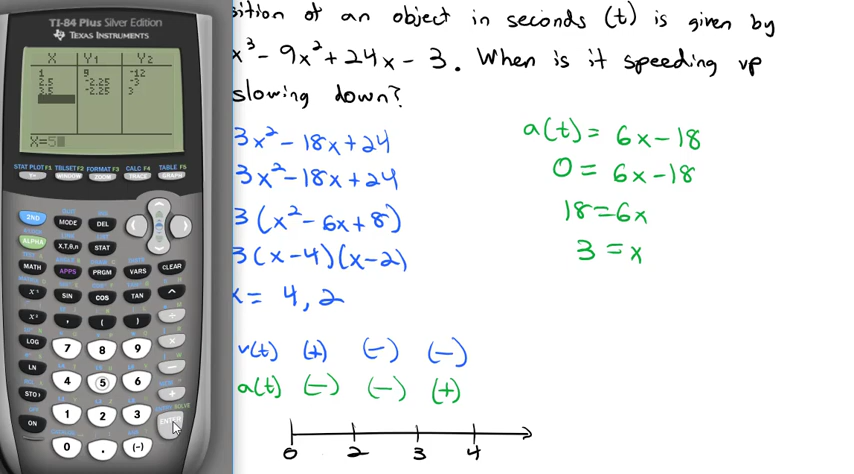 TI-84 Plus Silver Edition
TEXAS INSTRUMENTS
X Y1 Y2
1 9 -12
2.5 -2.25 -3
3.5 -2.25 3
X=5
STAT PLOT F1 TBLSET F2 FORMAT F3 CALC F4 TABLE F5
Y= WINDOW ZOOM TRACE GRAPH
2ND MODE DEL
ALPHA X,T,θ,n STAT
MATH APPS PRGM VARS CLEAR
x⁻¹ SIN COS TAN ^
x² , ( ) ÷
LOG 7 8 9 ×
LN 4 5 6 −
STO› 1 2 3 +
ON 0 . (−) ENTER
SOLVE
sition of an object in seconds (t) is given by
x³ - 9x² + 24x - 3. When is it speeding up
slowing down?
3x² - 18x + 24
3x² - 18x + 24
3(x² - 6x + 8)
3(x - 4)(x - 2)
x = 4, 2
a(t) = 6x - 18
0 = 6x - 18
18 = 6x
3 = x
v(t) (+) (-) (-)
a(t) (-) (-) (+)
0 2 3 4